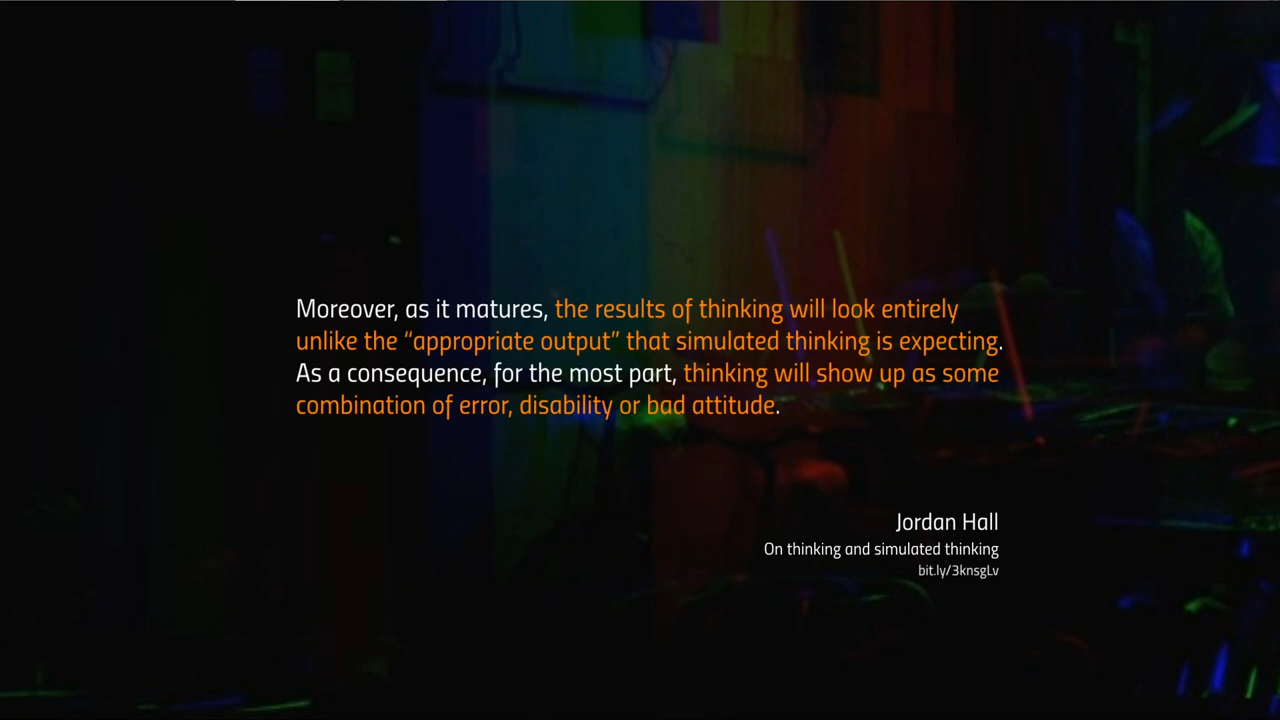 Moreover, as it matures, the results of thinking will look entirely
unlike the “appropriate output” that simulated thinking is expecting.
As a consequence, for the most part, thinking will show up as some
combination of error, disability or bad attitude.
Jordan Hall
On thinking and simulated thinking
bit.ly/3knsgLv